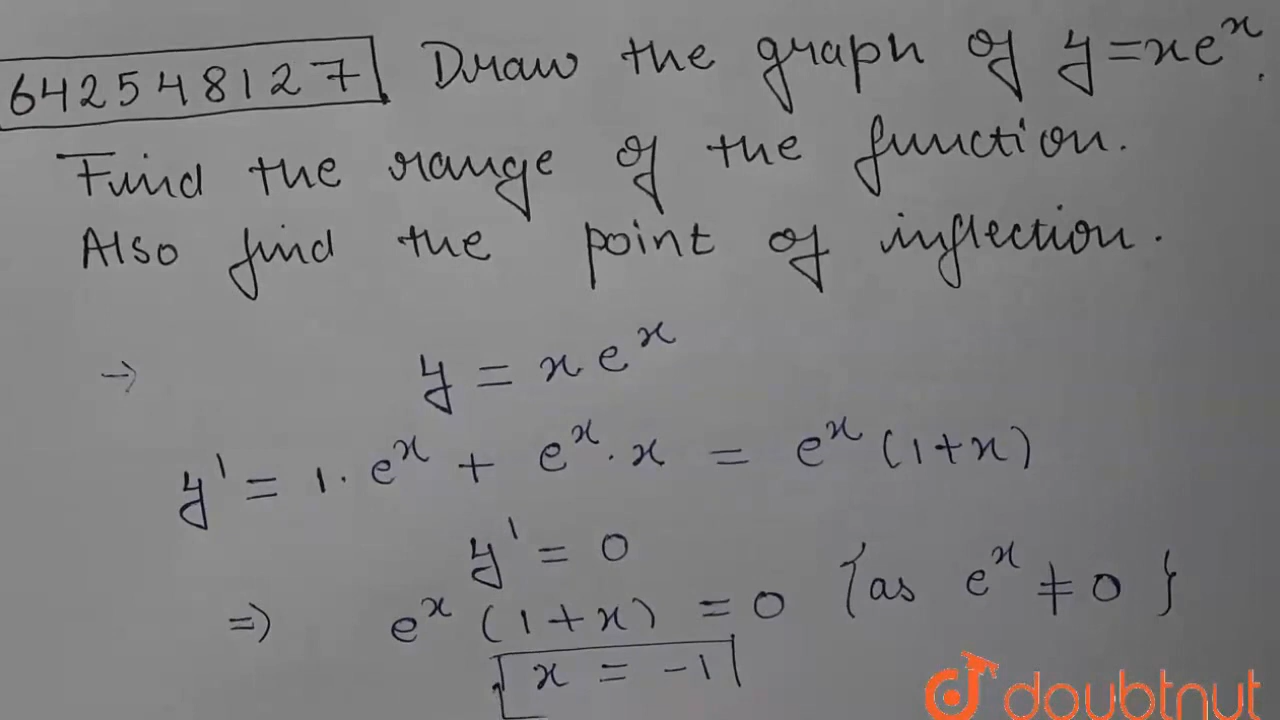 642548127 Draw the graph of y=xe^x.
Find the range of the function.
Also find the point of inflection.
→ y = x e^x
y' = 1. e^x + e^x . x = e^x (1+x)
y' = 0
=) e^x (1+x) = 0 {as e^x ≠ 0 }
x = -1
doubtnut